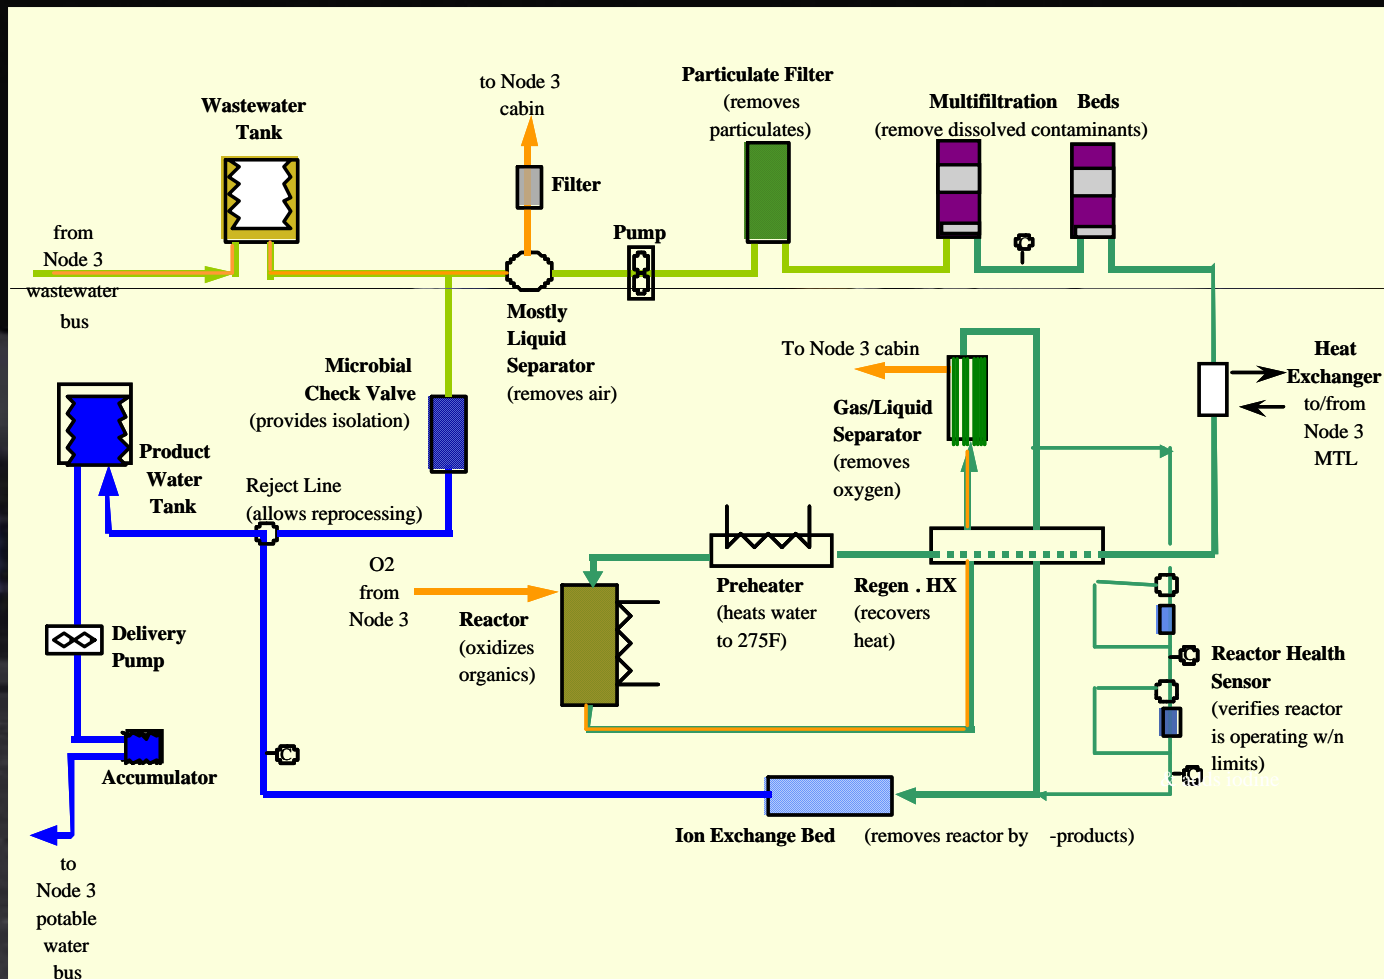 to Node 3
cabin
Particulate Filter
(removes
particulates)
Multifiltration Beds
(remove dissolved contaminants)
Wastewater
Tank
Filter
Pump
from
Node 3
wastewater
bus
Mostly
Liquid
Separator
(removes air)
Microbial
Check Valve
(provides isolation)
To Node 3 cabin
Gas/Liquid
Separator
(removes
oxygen)
Heat
Exchanger
to/from
Node 3
MTL
Product
Water
Tank
Reject Line
(allows reprocessing)
O2
from
Node 3
Reactor
(oxidizes
organics)
Preheater
(heats water
to 275F)
Regen . HX
(recovers
heat)
Delivery
Pump
C
C
Reactor Health
Sensor
(verifies reactor
is operating w/n
limits)
C
C
Accumulator
Ion Exchange Bed (removes reactor by -products)
to
Node 3
potable
water
bus